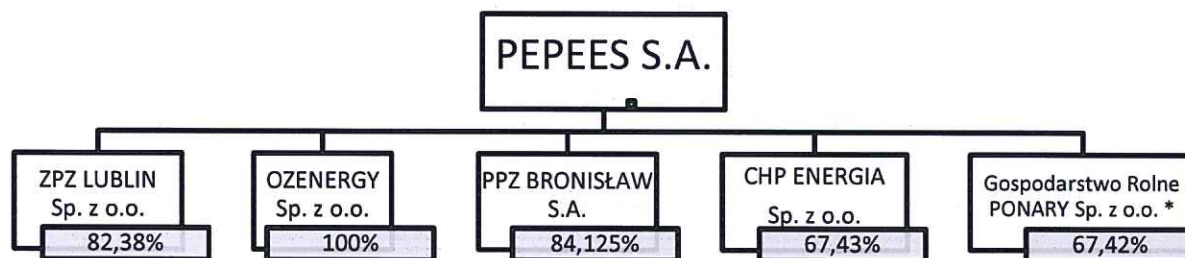 PEPEES S.A.
ZPZ LUBLIN
Sp. z o.o.
82,38%
OZENERGY
Sp. z o.o.
100%
PPZ BRONISŁAW
S.A.
84,125%
CHP ENERGIA
Sp. z o.o.
67,43%
Gospodarstwo Rolne
PONARY Sp. z o.o. *
67,42%